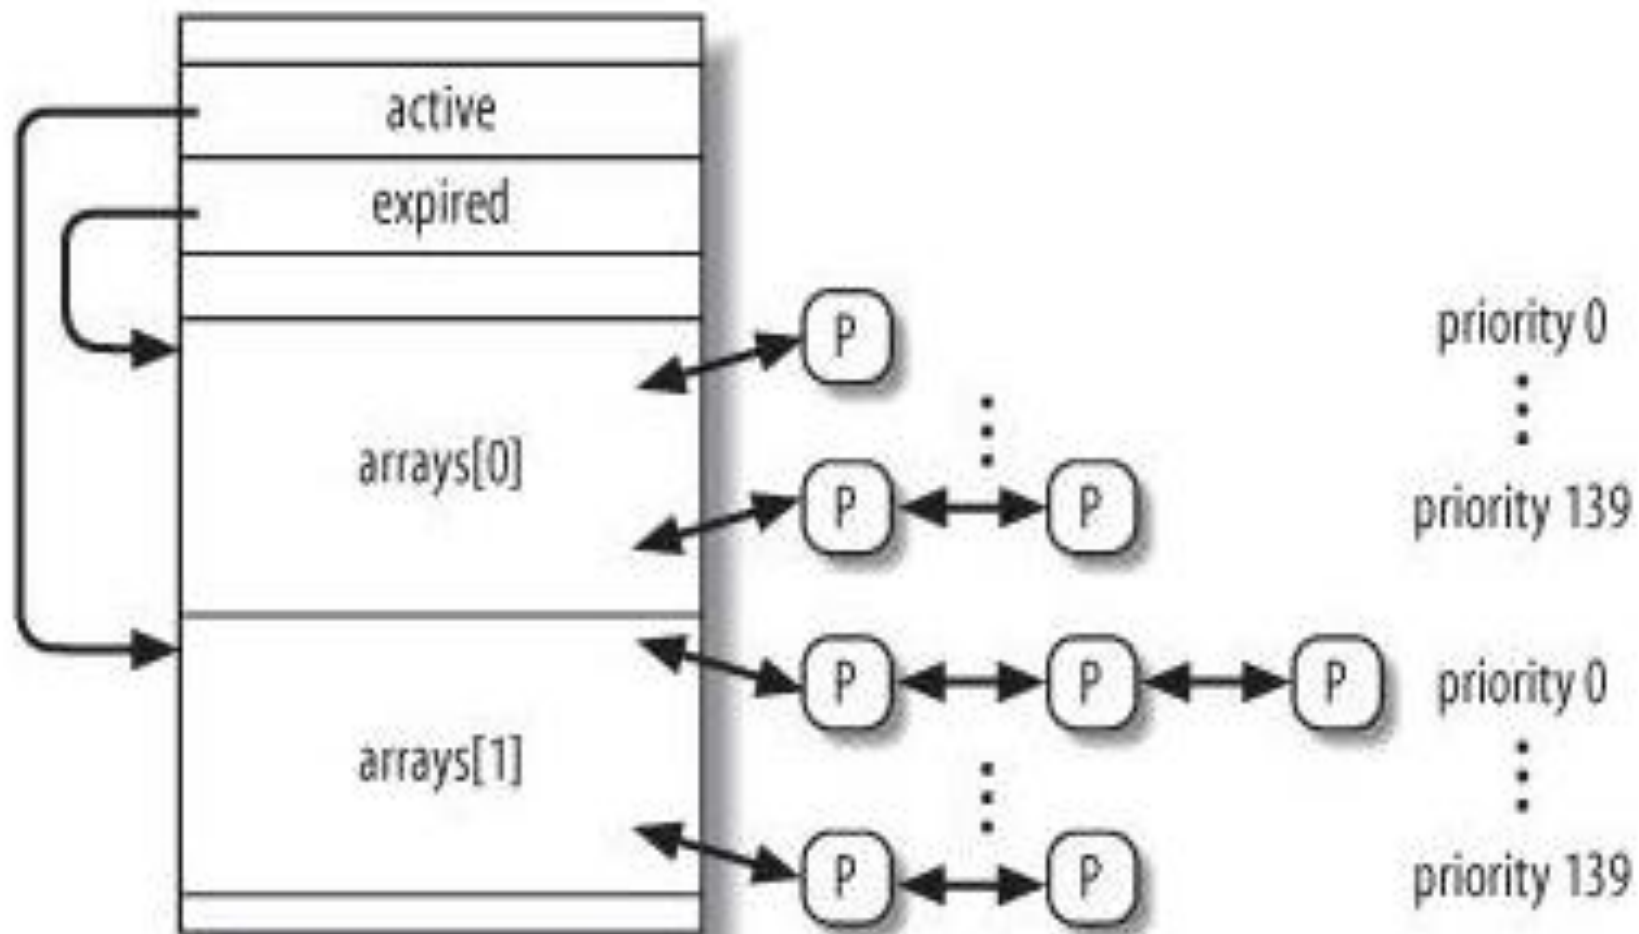 active
expired
P
priority 0
arrays[0]
P P
priority 139
P P P
priority 0
arrays[1]
P P
priority 139